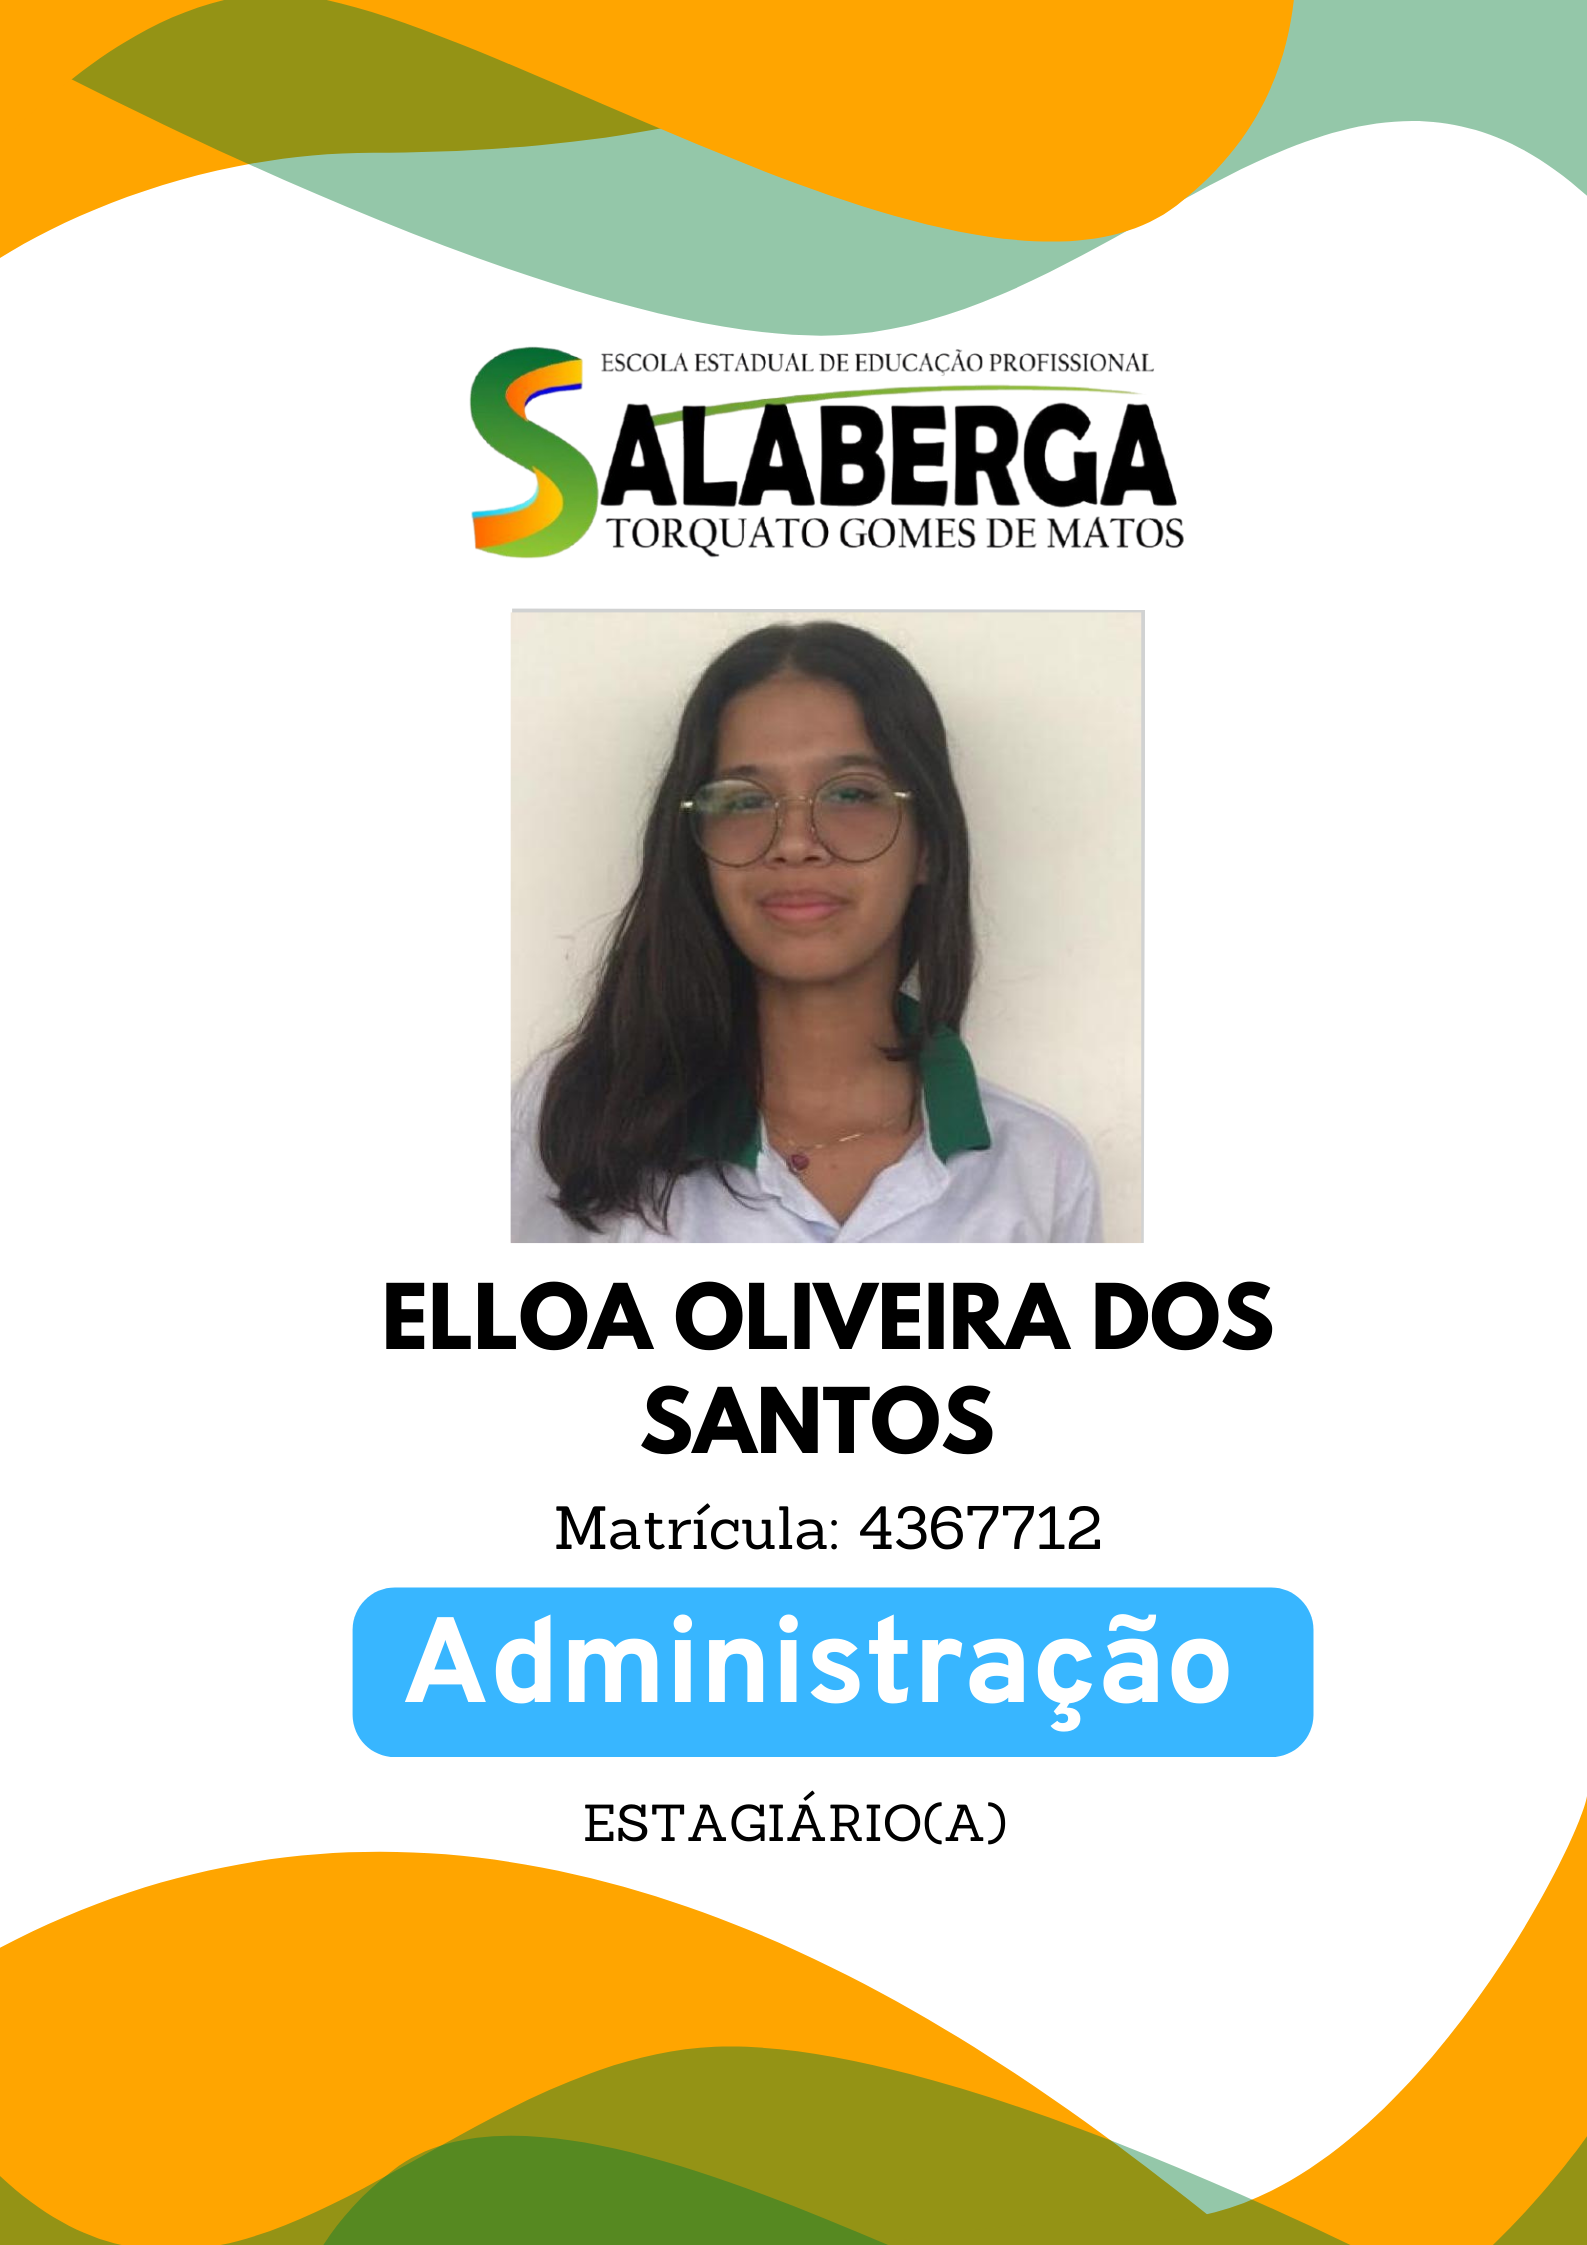 ESCOLA ESTADUAL DE EDUCAÇÃO PROFISSIONAL
SALABERGA
TORQUATO GOMES DE MATOS
ELLOA OLIVEIRA DOS
SANTOS
Matrícula: 4367712
Administração
ESTAGIÁRIO(A)